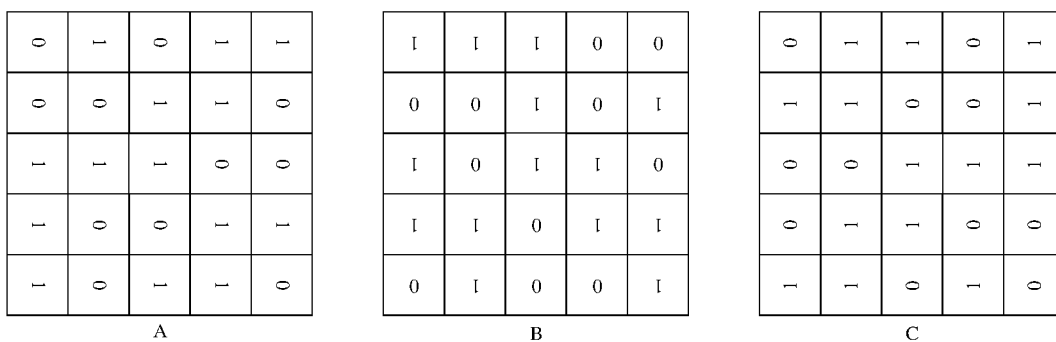 0 1 0 1 1 1 1 1 0 0 0 1 1 0 1
0 0 1 1 0 0 0 1 0 1 1 1 0 0 1
1 1 1 0 0 1 0 1 1 0 0 0 1 1 1
1 0 0 1 1 1 1 0 1 1 0 1 1 0 0
1 0 1 1 0 0 1 0 0 1 1 1 0 1 0
A B C